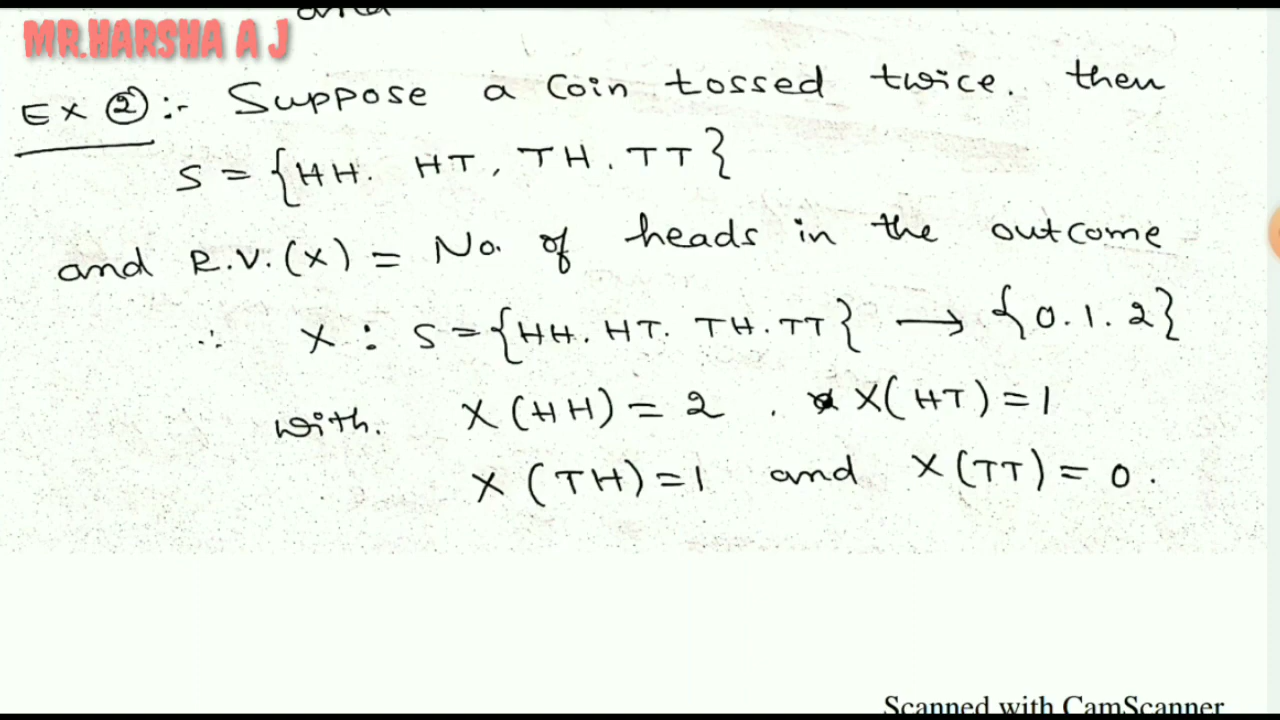 and
MR.HARSHA A J
Ex ②:- Suppose a Coin tossed twice. then
S = {HH. HT, TH. TT}
and R.V.(X) = No. of heads in the outcome
∴ X : S = {HH. HT. TH. TT} → {0.1.2}
with. X (HH) = 2 . X(HT) = 1
X (TH) = 1 and X (TT) = 0.
Scanned with CamScanner